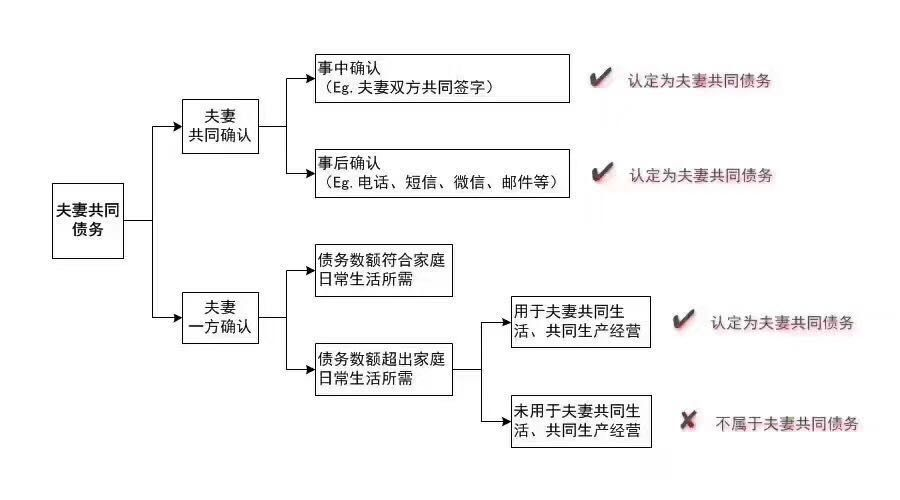 事中确认
（Eg. 夫妻双方共同签字）
认定为夫妻共同债务
夫妻
共同确认
事后确认
（Eg. 电话、短信、微信、邮件等）
认定为夫妻共同债务
夫妻共同
债务
债务数额符合家庭
日常生活所需
夫妻
一方确认
用于夫妻共同生
活、共同生产经营
认定为夫妻共同债务
债务数额超出家庭
日常生活所需
未用于夫妻共同生
活、共同生产经营
不属于夫妻共同债务